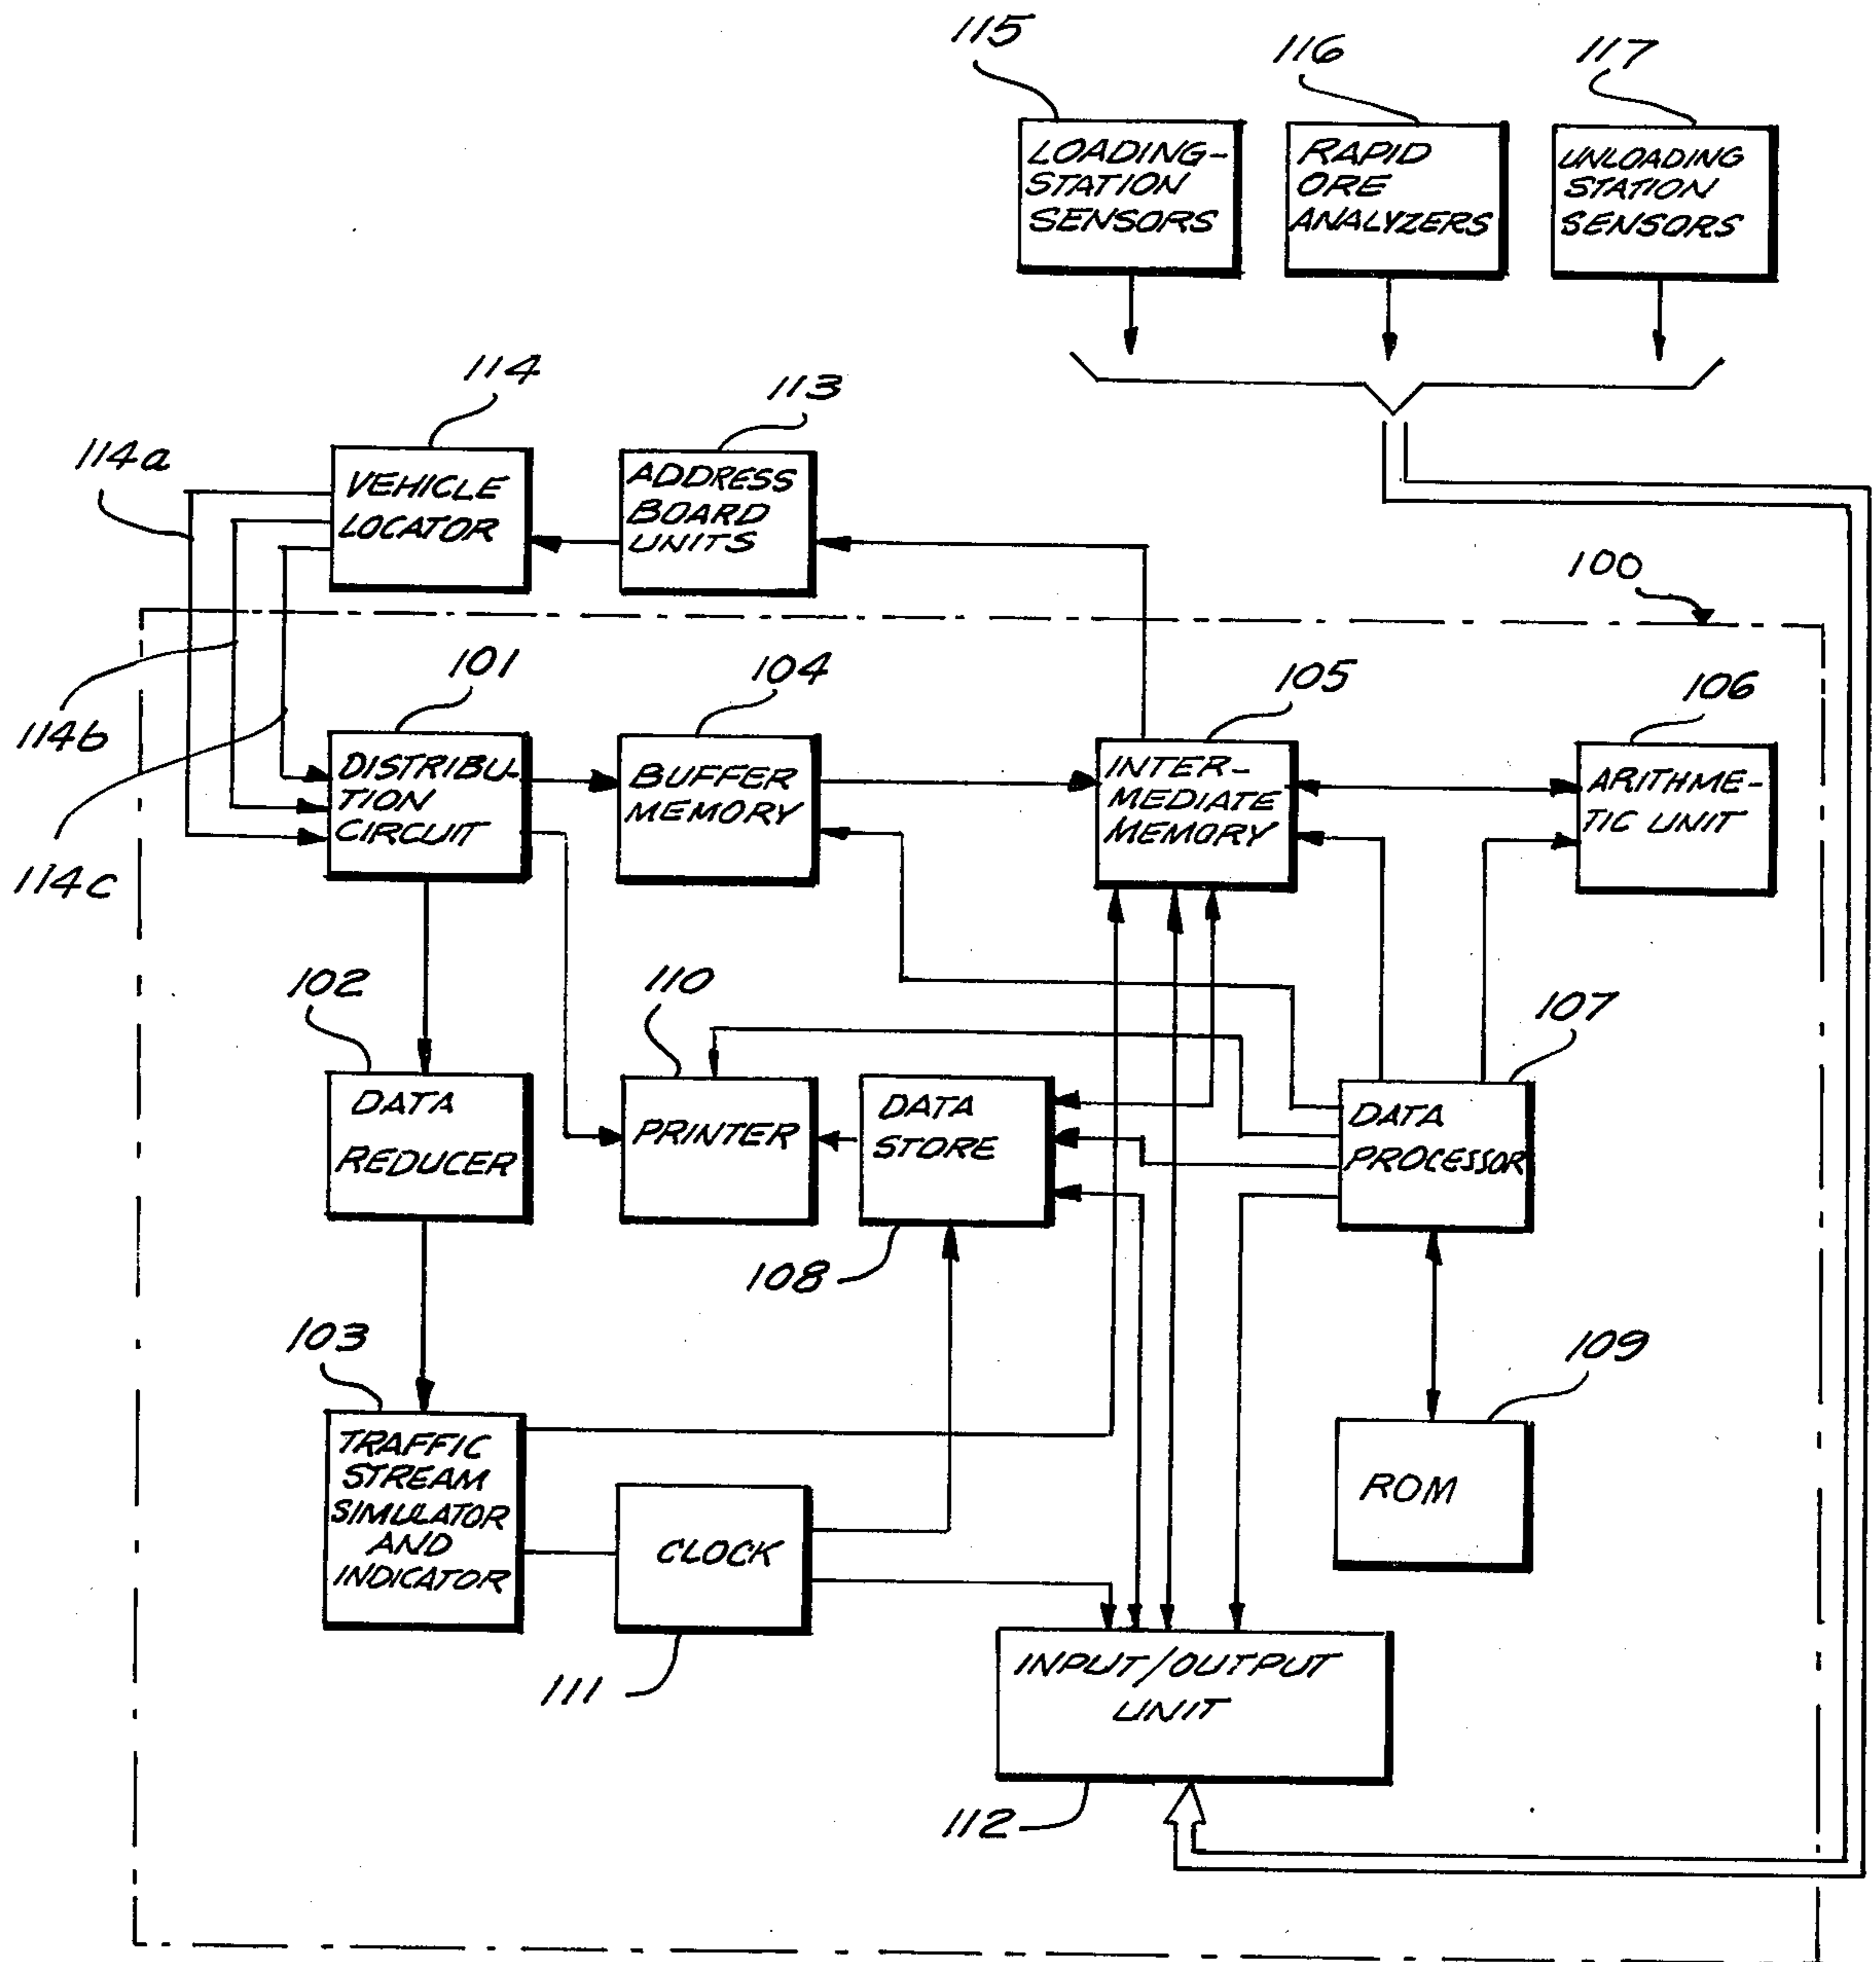 115
116
117
LOADING-
STATION
SENSORS
RAPID
ORE
ANALYZERS
UNLOADING
STATION
SENSORS
114
113
114a
VEHICLE
LOCATOR
ADDRESS
BOARD
UNITS
100
101
104
105
106
114b
114c
DISTRIBU-
TION
CIRCUIT
BUFFER
MEMORY
INTER-
MEDIATE
MEMORY
ARITHME-
TIC UNIT
102
110
107
DATA
REDUCER
PRINTER
DATA
STORE
DATA
PROCESSOR
108
103
109
TRAFFIC
STREAM
SIMULATOR
AND
INDICATOR
CLOCK
ROM
111
INPUT/OUTPUT
UNIT
112